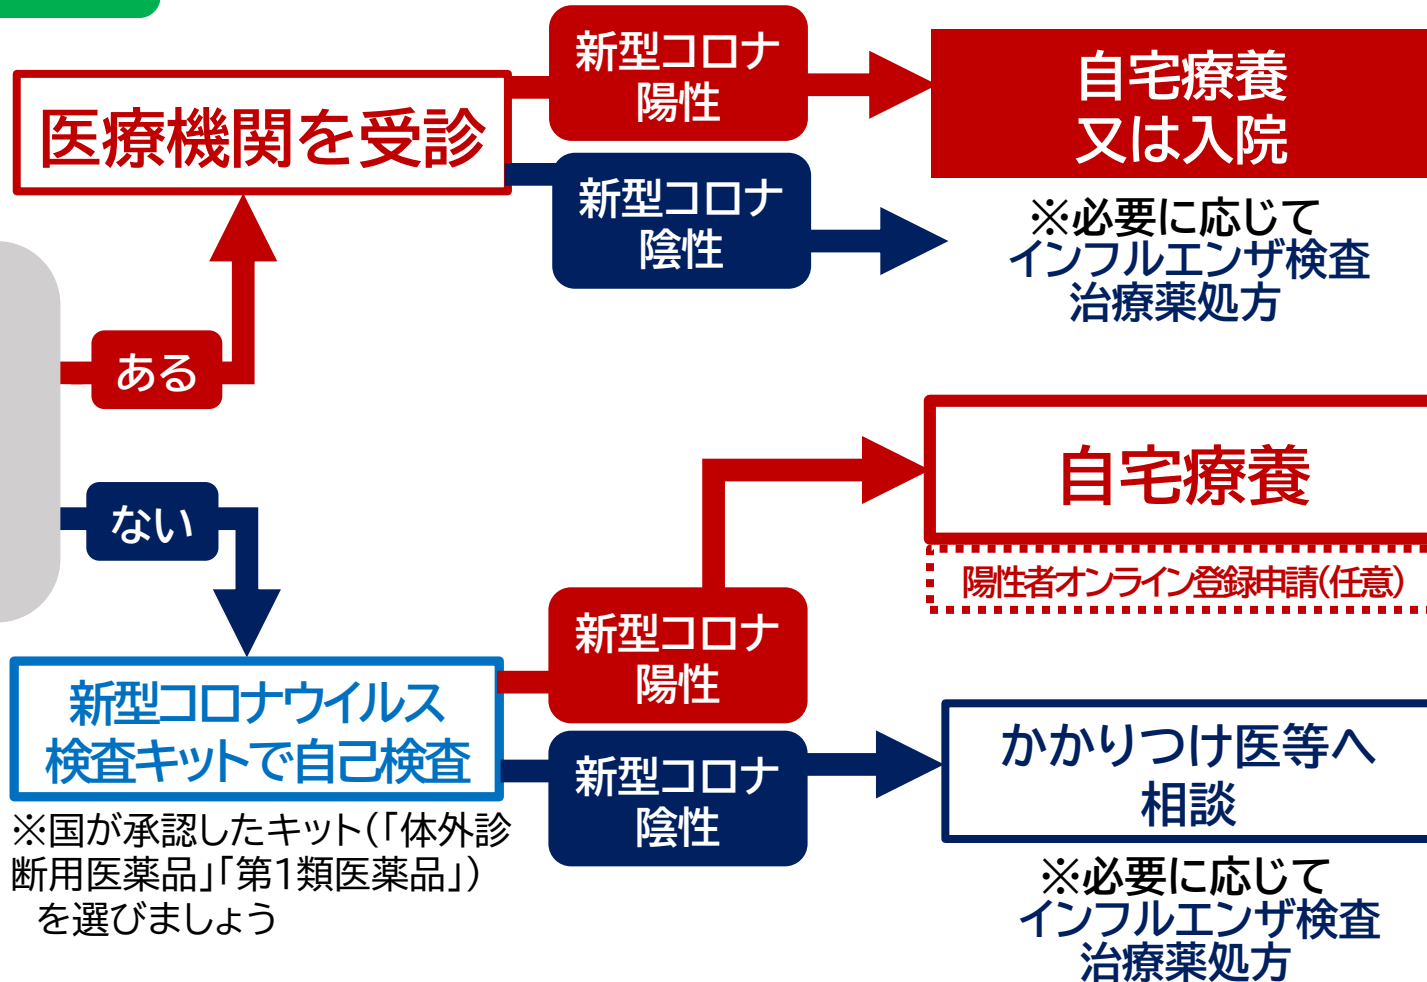 新型コロナ
陽性
自宅療養
又は入院
医療機関を受診
新型コロナ
陰性
※必要に応じて
インフルエンザ検査
治療薬処方
ある
自宅療養
陽性者オンライン登録申請(任意)
ない
新型コロナ
陽性
新型コロナウイルス
検査キットで自己検査
新型コロナ
陰性
かかりつけ医等へ
相談
※国が承認したキット(「体外診
断用医薬品」「第1類医薬品」)
を選びましょう
※必要に応じて
インフルエンザ検査
治療薬処方